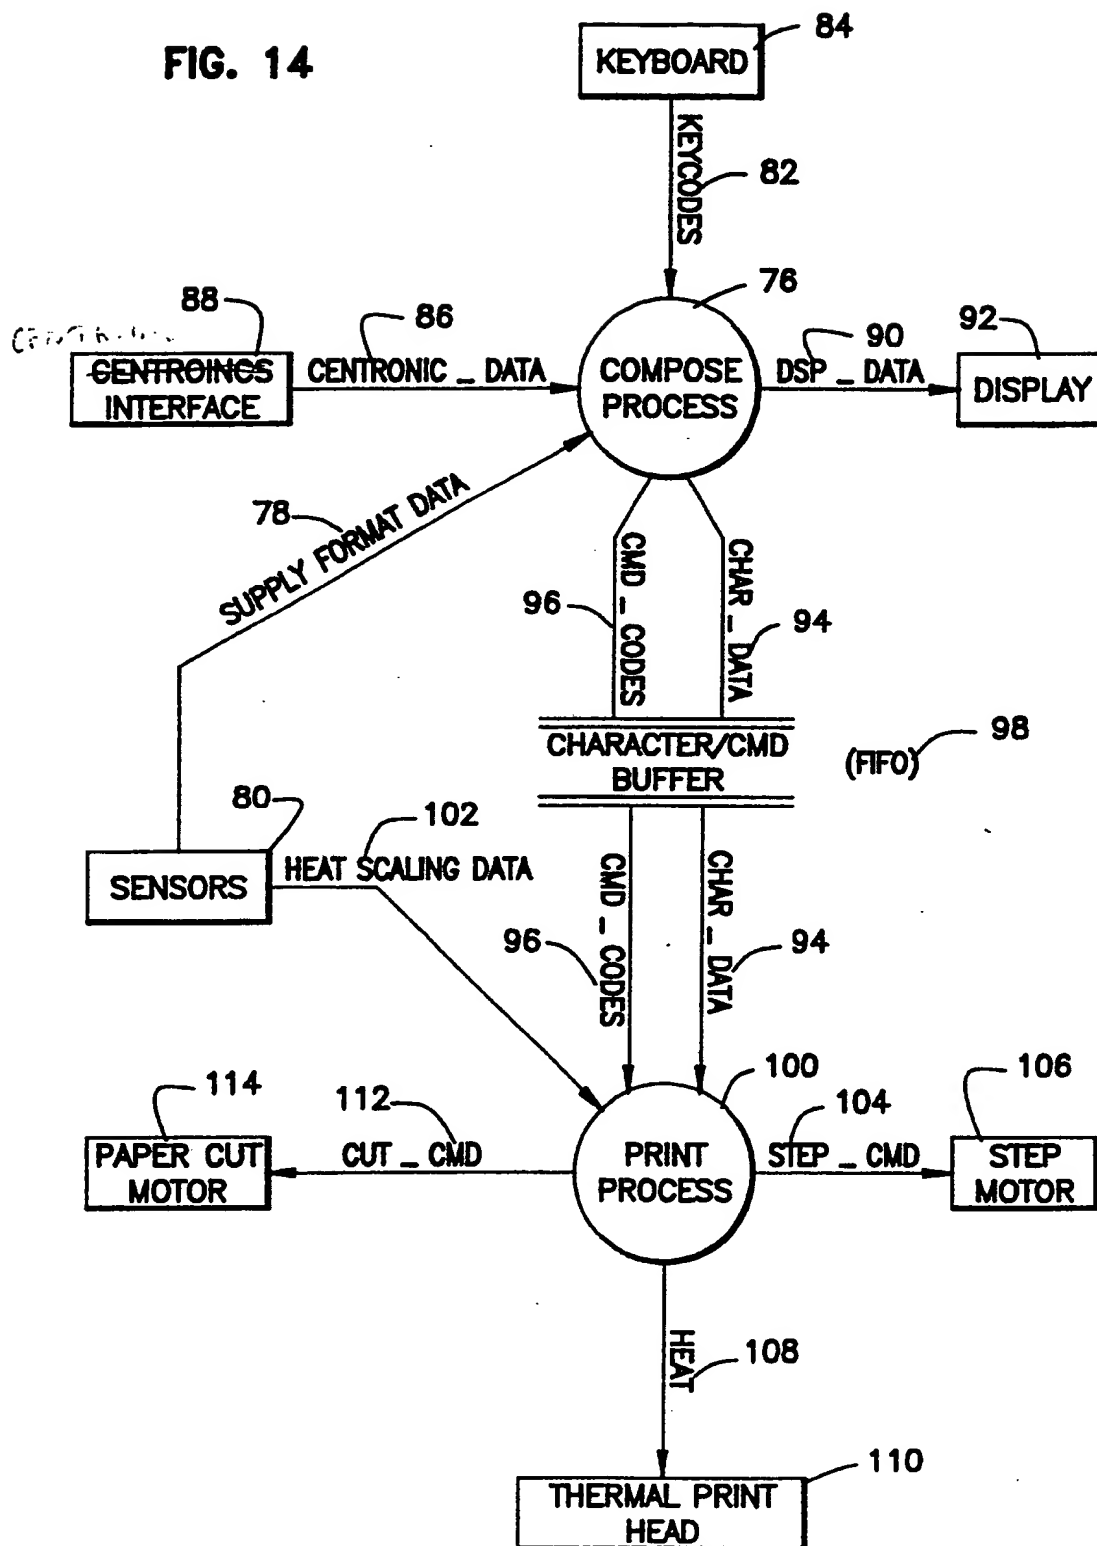 FIG. 14
KEYBOARD
84
KEYCODES
82
76
COMPOSE
PROCESS
88
CENTROINCS
INTERFACE
86
CENTRONIC _ DATA
90
DSP _ DATA
92
DISPLAY
78
SUPPLY FORMAT DATA
96
CMD _ CODES
CHAR _ DATA
94
CHARACTER/CMD
BUFFER
(FIFO)
98
80
SENSORS
102
HEAT SCALING DATA
96
CMD _ CODES
CHAR _ DATA
94
100
PRINT
PROCESS
114
PAPER CUT
MOTOR
112
CUT _ CMD
104
STEP _ CMD
106
STEP
MOTOR
HEAT
108
110
THERMAL PRINT
HEAD